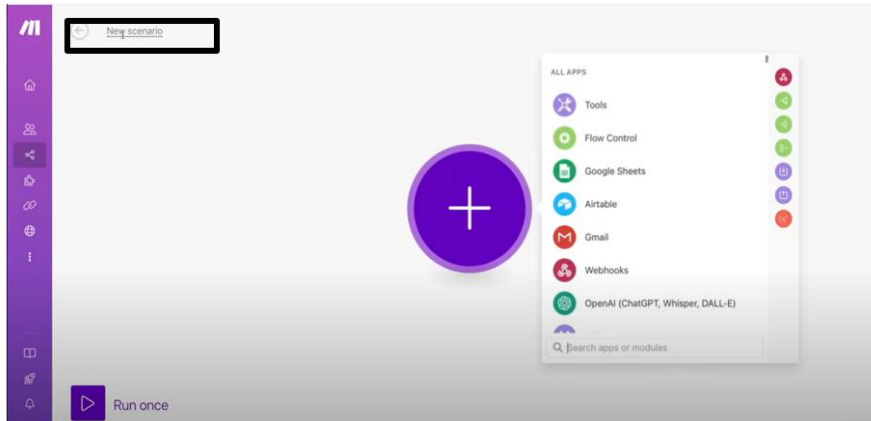 New scenario
ALL APPS
Tools
Flow Control
Google Sheets
Airtable
Gmail
Webhooks
OpenAI (ChatGPT, Whisper, DALL-E)
Search apps or modules
Run once